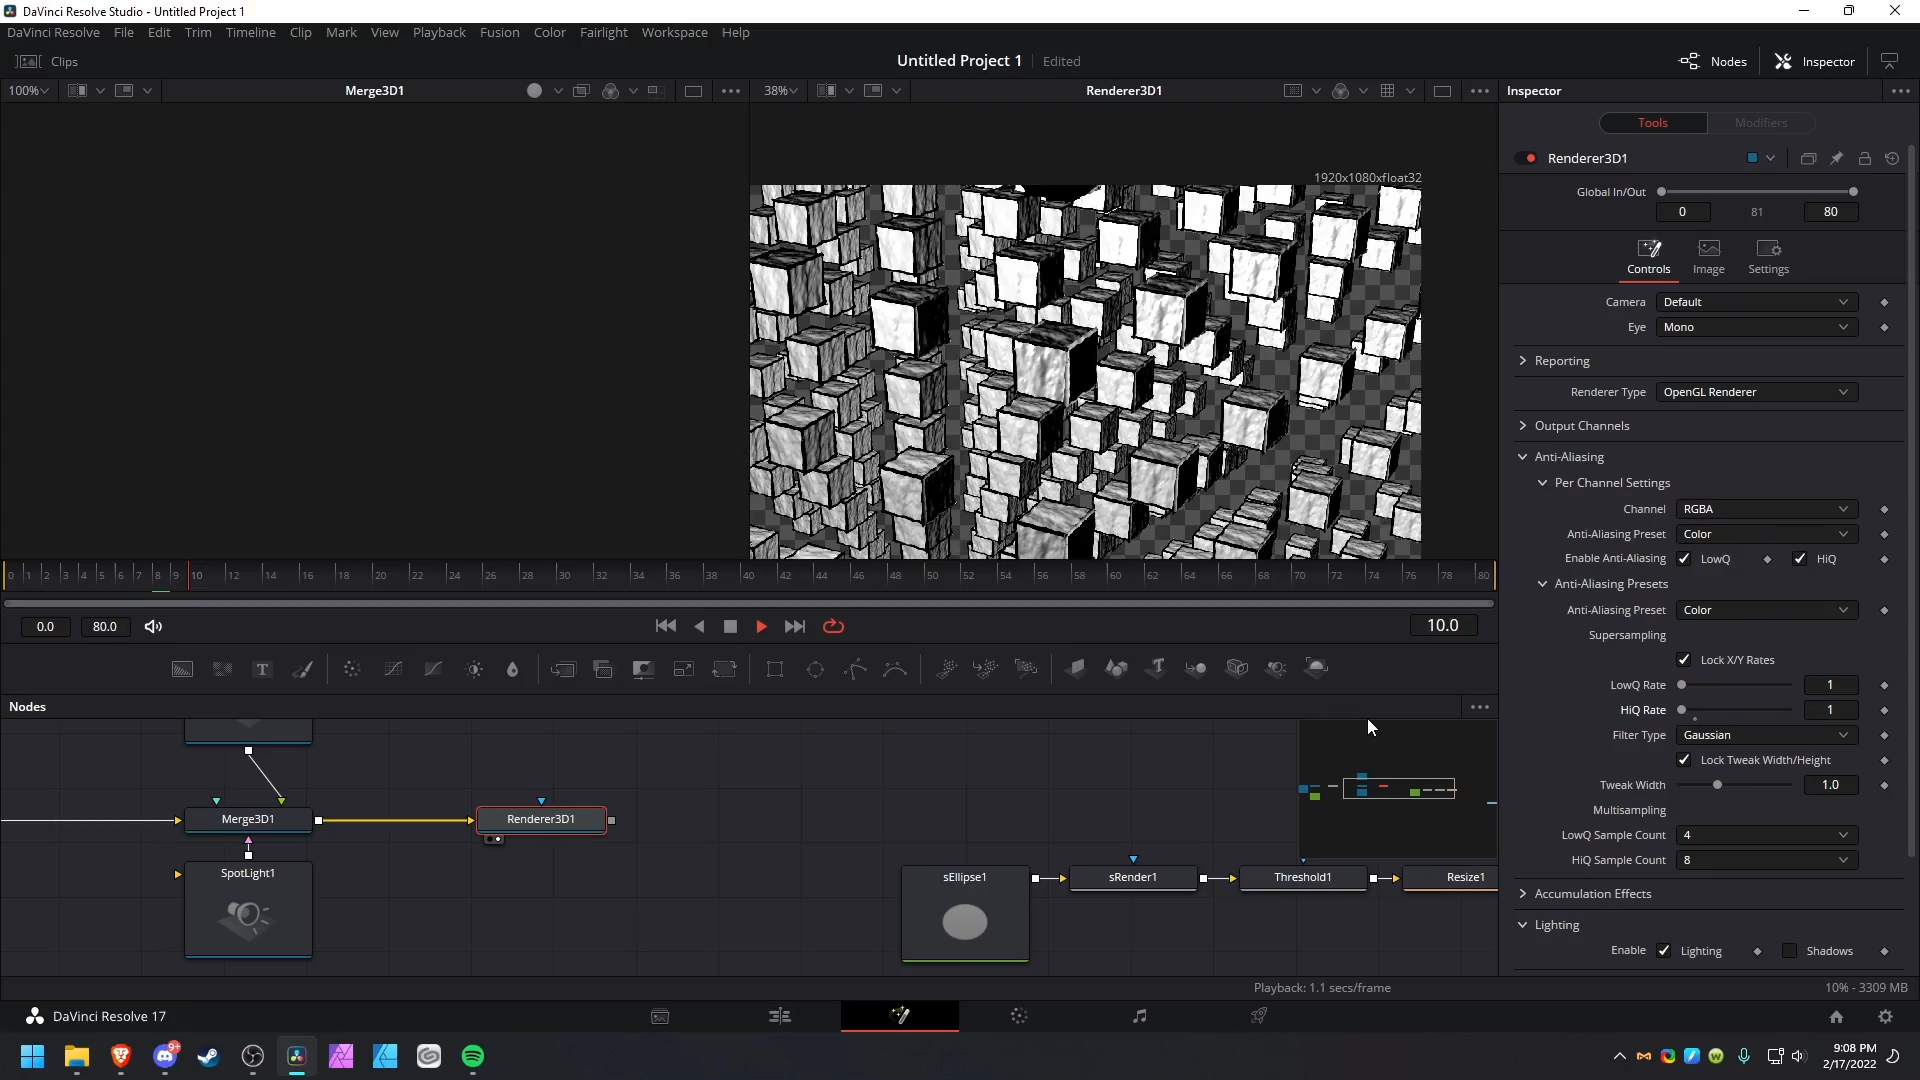 DaVinci Resolve Studio - Untitled Project 1
DaVinci Resolve File Edit Trim Timeline Clip Mark View Playback Fusion Color Fairlight Workspace Help
Clips Untitled Project 1 Edited Nodes Inspector
100% Merge3D1 38% Renderer3D1 Inspector
Tools Modifiers
Renderer3D1
1920x1080xfloat32
Global In/Out
0 81 80
Controls Image Settings
Camera Default
Eye Mono
Reporting
Renderer Type OpenGL Renderer
Output Channels
Anti-Aliasing
Per Channel Settings
Channel RGBA
Anti-Aliasing Preset Color
Enable Anti-Aliasing LowQ HiQ
Anti-Aliasing Presets
Anti-Aliasing Preset Color
Supersampling
Lock X/Y Rates
LowQ Rate 1
HiQ Rate 1
Filter Type Gaussian
Lock Tweak Width/Height
Tweak Width 1.0
Multisampling
LowQ Sample Count 4
HiQ Sample Count 8
Accumulation Effects
Lighting
Enable Lighting Shadows
0 1 2 3 4 5 6 7 8 9 10 12 14 16 18 20 22 24 26 28 30 32 34 36 38 40 42 44 46 48 50 52 54 56 58 60 62 64 66 68 70 72 74 76 78 80
0.0 80.0 10.0
Nodes
Merge3D1 Renderer3D1
SpotLight1 sEllipse1 sRender1 Threshold1 Resize1
Playback: 1.1 secs/frame 10% - 3309 MB
DaVinci Resolve 17
9+
9:08 PM
2/17/2022